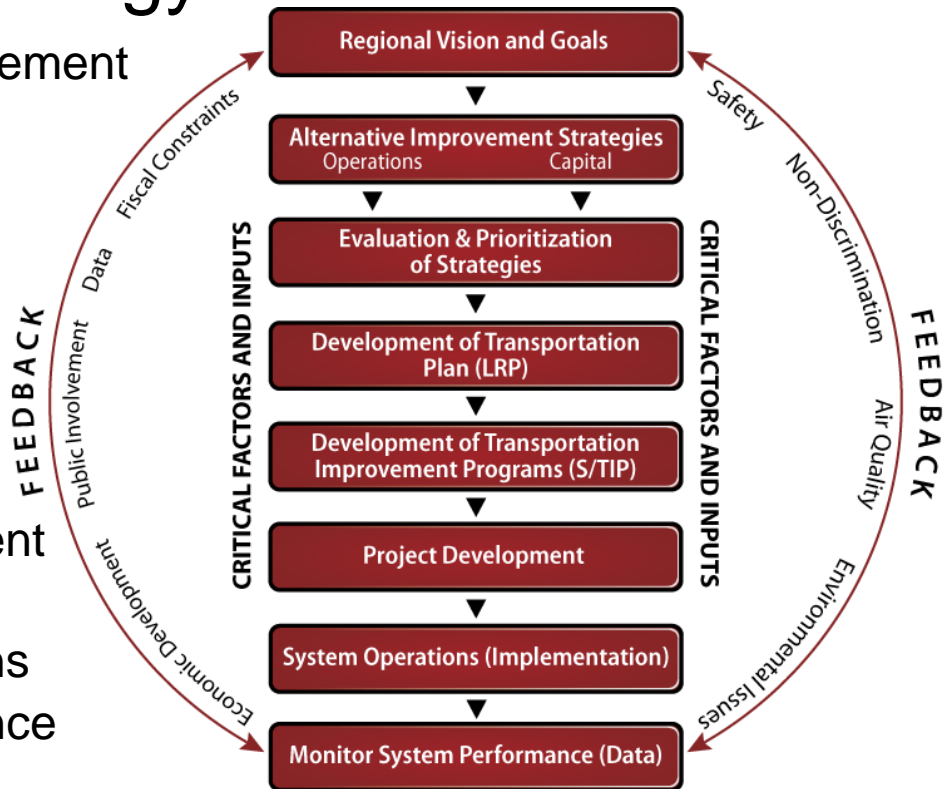 gy
ement
ent
ns
nce
Regional Vision and Goals
Alternative Improvement Strategies
Operations Capital
Evaluation & Prioritization
of Strategies
Development of Transportation
Plan (LRP)
Development of Transportation
Improvement Programs (S/TIP)
Project Development
System Operations (Implementation)
Monitor System Performance (Data)
CRITICAL FACTORS AND INPUTS
CRITICAL FACTORS AND INPUTS
FEEDBACK
Fiscal Constraints
Data
Public Involvement
Economic Development
Safety
Non-Discrimination
Air Quality
Environmental Issues
FEEDBACK